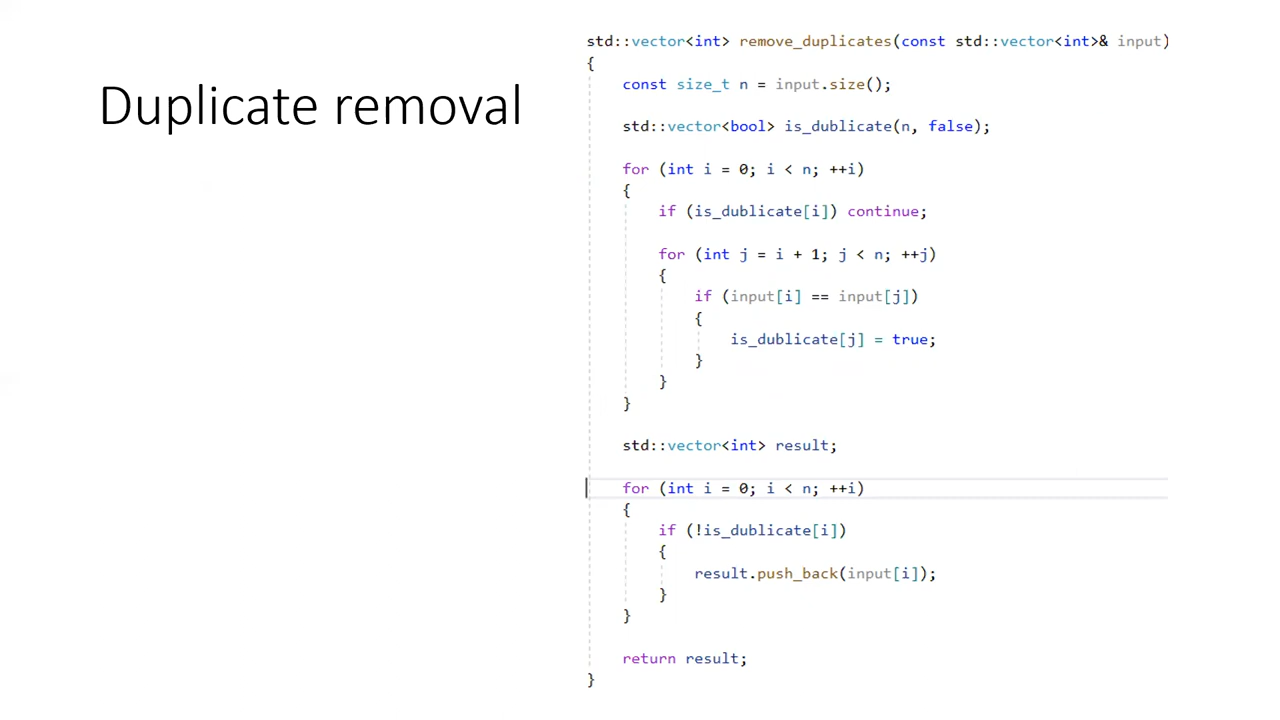 Duplicate removal
std::vector<int> remove_duplicates(const std::vector<int>& input)
{
const size_t n = input.size();
std::vector<bool> is_dublicate(n, false);
for (int i = 0; i < n; ++i)
{
if (is_dublicate[i]) continue;
for (int j = i + 1; j < n; ++j)
{
if (input[i] == input[j])
{
is_dublicate[j] = true;
}
}
}
std::vector<int> result;
for (int i = 0; i < n; ++i)
{
if (!is_dublicate[i])
{
result.push_back(input[i]);
}
}
return result;
}